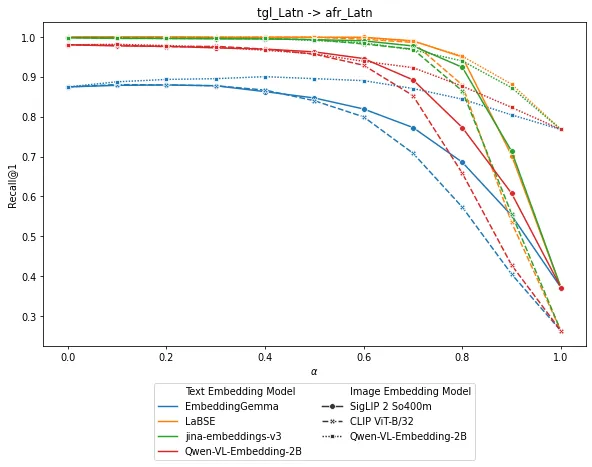 tgl_Latn -> afr_Latn
Recall@1
1.0
0.9
0.8
0.7
0.6
0.5
0.4
0.3
0.0 0.2 0.4 0.6 0.8 1.0
α
Text Embedding Model Image Embedding Model
EmbeddingGemma SigLIP 2 So400m
LaBSE CLIP ViT-B/32
jina-embeddings-v3 Qwen-VL-Embedding-2B
Qwen-VL-Embedding-2B